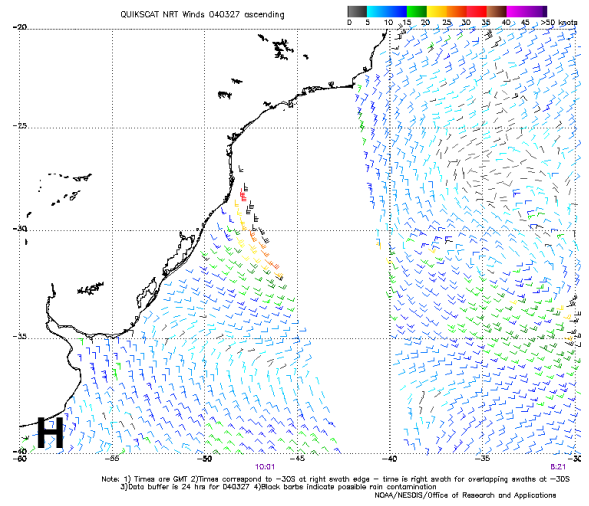 QUIKSCAT NRT Winds 040327 ascending
0 5 10 15 20 25 30 35 40 45 >50 knots
-20
-25
-30
-35
H
-60 -55 -50 -45 -40 -35 -30
10:01 8:21
Note: 1) Times are GMT 2)Times correspond to -30S at right swath edge - time is right swath for overlapping swaths at -30S
3)Data buffer is 24 hrs for 040327 4)Black barbs indicate possible rain contamination
NOAA/NESDIS/Office of Research and Applications